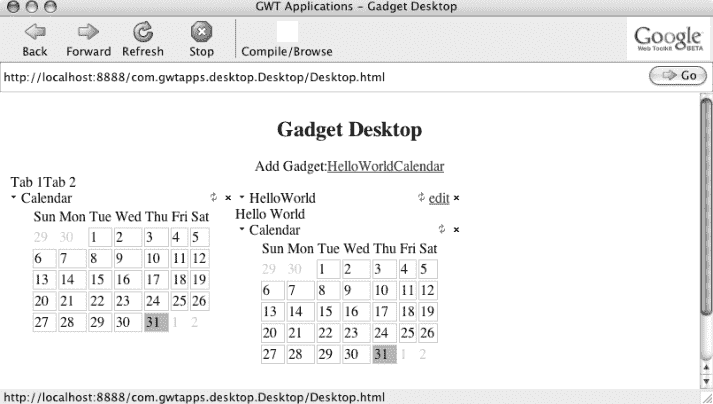 GWT Applications - Gadget Desktop
Back Forward Refresh Stop Compile/Browse
Google
Web Toolkit BETA
http://localhost:8888/com.gwtapps.desktop.Desktop/Desktop.html Go
Gadget Desktop
Add Gadget:HelloWorldCalendar
Tab 1Tab 2
Calendar
Sun Mon Tue Wed Thu Fri Sat
29 30 1 2 3 4 5
6 7 8 9 10 11 12
13 14 15 16 17 18 19
20 21 22 23 24 25 26
27 28 29 30 31 1 2
HelloWorld edit
Hello World
Calendar
Sun Mon Tue Wed Thu Fri Sat
29 30 1 2 3 4 5
6 7 8 9 10 11 12
13 14 15 16 17 18 19
20 21 22 23 24 25 26
27 28 29 30 31 1 2
http://localhost:8888/com.gwtapps.desktop.Desktop/Desktop.html